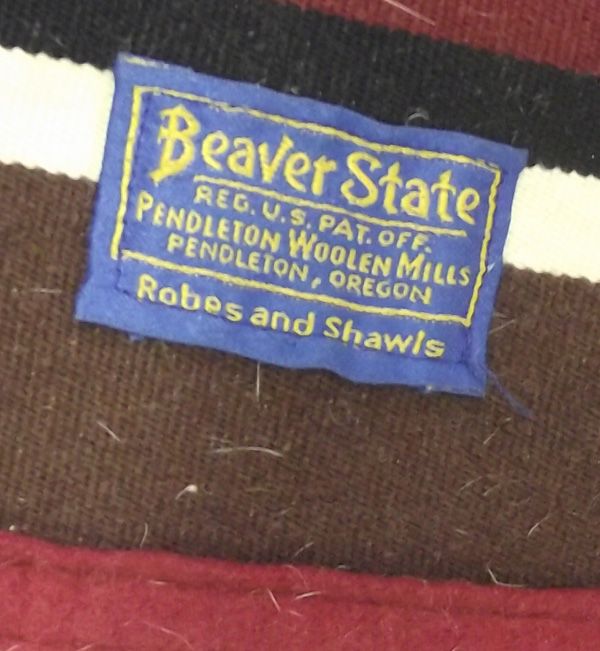 Beaver State
REG. U.S. PAT. OFF.
PENDLETON WOOLEN MILLS
PENDLETON, OREGON
Robes and Shawls